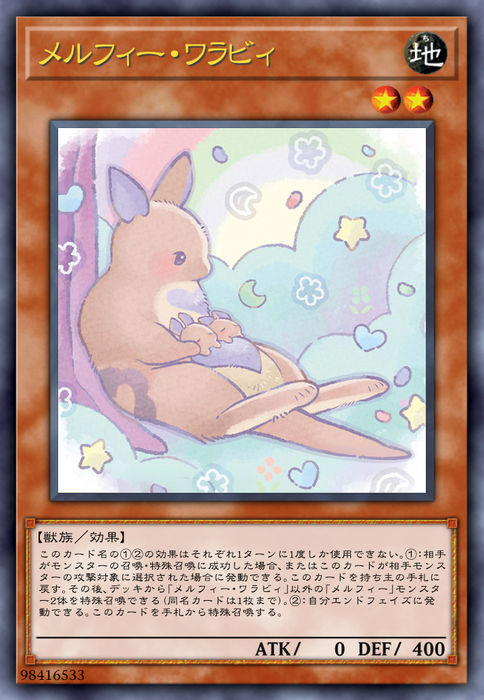 メルフィー・ワラビィ
ち
地
【獣族／効果】
このカード名の①②の効果はそれぞれ1ターンに1度しか使用できない。①：相手
がモンスターの召喚・特殊召喚に成功した場合、またはこのカードが相手モンス
ターの攻撃対象に選択された場合に発動できる。このカードを持ち主の手札に
戻す。その後、デッキから「メルフィー・ワラビィ」以外の「メルフィー」モンスタ
ー2体を特殊召喚できる（同名カードは1枚まで）。②：自分エンドフェイズに発
動できる。このカードを手札から特殊召喚する。
ATK/ 0 DEF/ 400
98416533